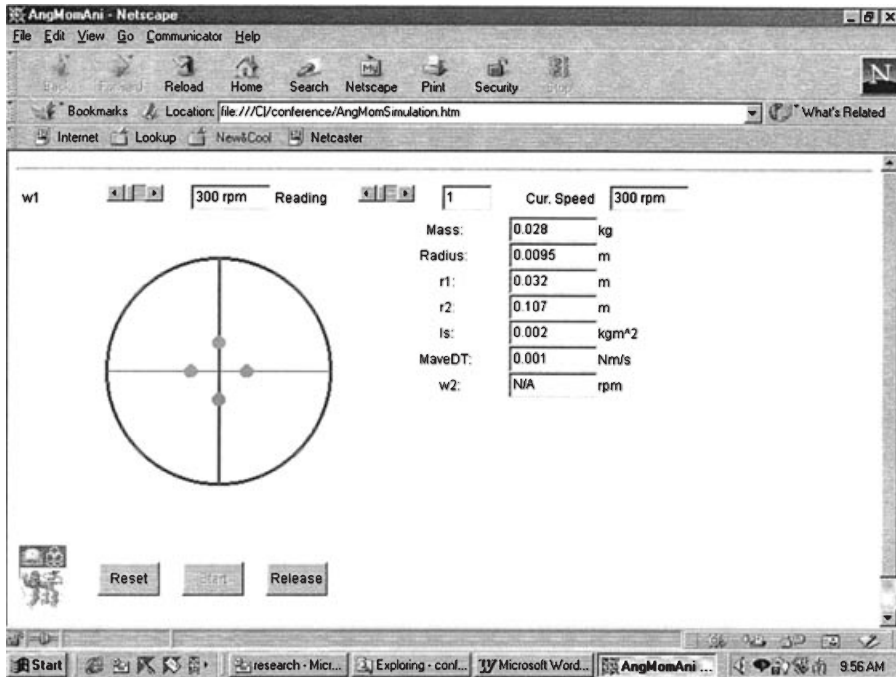 AngMomAni - Netscape
File Edit View Go Communicator Help
Back Forward Reload Home Search Netscape Print Security Stop
My
N
Bookmarks Location: file:///C|/conference/AngMomSimulation.htm What's Related
Internet Lookup New&Cool Netcaster
w1 300 rpm Reading 1 Cur. Speed 300 rpm
Mass: 0.028 kg
Radius: 0.0095 m
r1: 0.032 m
r2: 0.107 m
Is: 0.002 kgm^2
MaveDT: 0.001 Nm/s
w2: N/A rpm
Reset Start Release
Start research - Micr... Exploring - conf... Microsoft Word... AngMomAni ... 9:56 AM